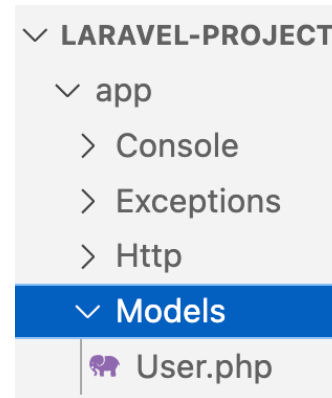 LARAVEL-PROJECT
app
Console
Exceptions
Http
Models
User.php